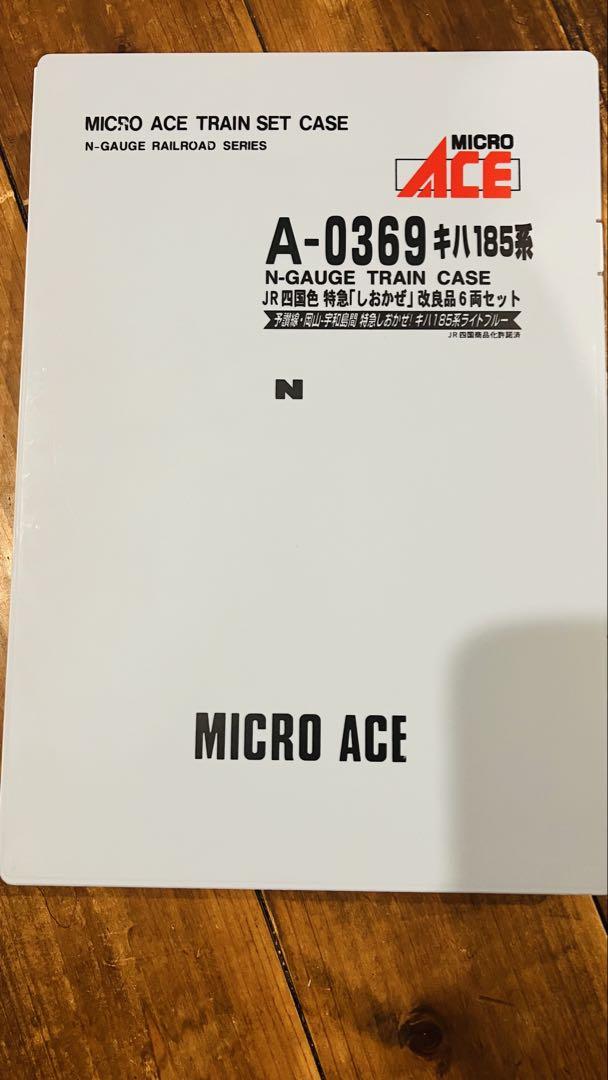 MICRO ACE TRAIN SET CASE
N-GAUGE RAILROAD SERIES
MICRO
ACE
A-0369 キハ185系
N-GAUGE TRAIN CASE
JR四国色 特急「しおかぜ」改良品6両セット
予讃線・岡山-宇和島間 特急しおかぜ！キハ185系ライトブルー
JR四国商品化許諾済
N
MICRO ACE